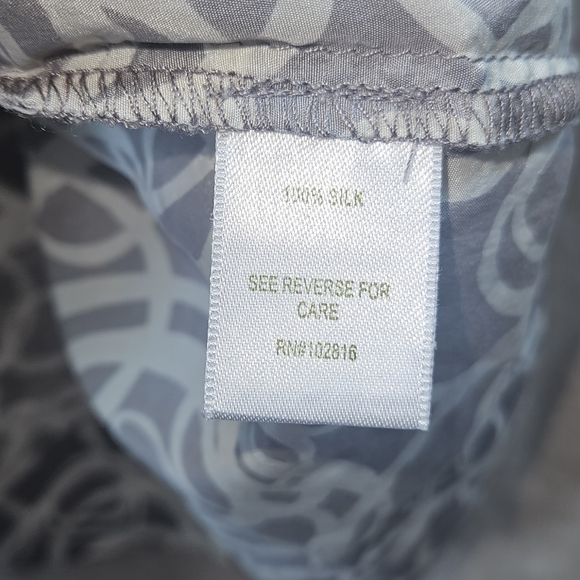 100% SILK
SEE REVERSE FOR
CARE
RN#102816